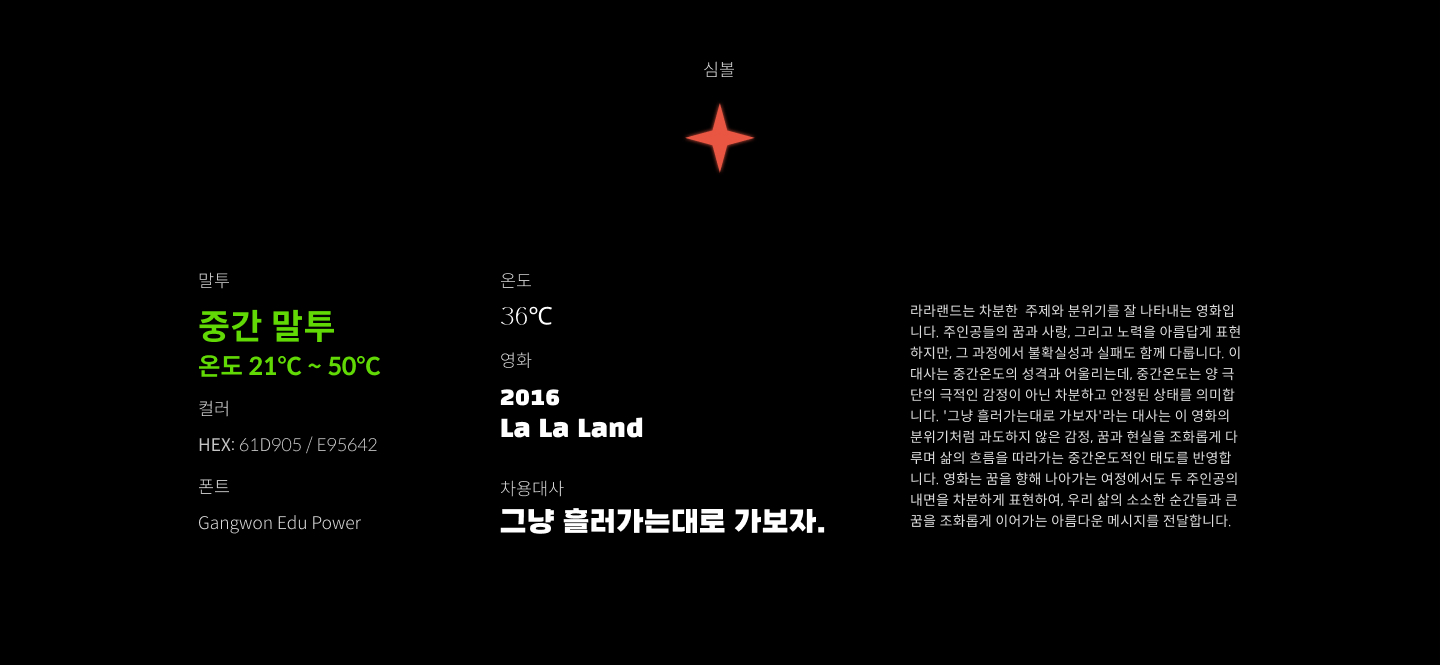 심볼
말투
중간 말투
온도 21℃ ~ 50℃
컬러
HEX: 61D905 / E95642
폰트
Gangwon Edu Power
온도
36℃
영화
2016
La La Land
차용대사
그냥 흘러가는대로 가보자.
라라랜드는 차분한  주제와 분위기를 잘 나타내는 영화입
니다. 주인공들의 꿈과 사랑, 그리고 노력을 아름답게 표현
하지만, 그 과정에서 불확실성과 실패도 함께 다룹니다. 이
대사는 중간온도의 성격과 어울리는데, 중간온도는 양 극
단의 극적인 감정이 아닌 차분하고 안정된 상태를 의미합
니다. '그냥 흘러가는대로 가보자'라는 대사는 이 영화의
분위기처럼 과도하지 않은 감정, 꿈과 현실을 조화롭게 다
루며 삶의 흐름을 따라가는 중간온도적인 태도를 반영합
니다. 영화는 꿈을 향해 나아가는 여정에서도 두 주인공의
내면을 차분하게 표현하여, 우리 삶의 소소한 순간들과 큰
꿈을 조화롭게 이어가는 아름다운 메시지를 전달합니다.